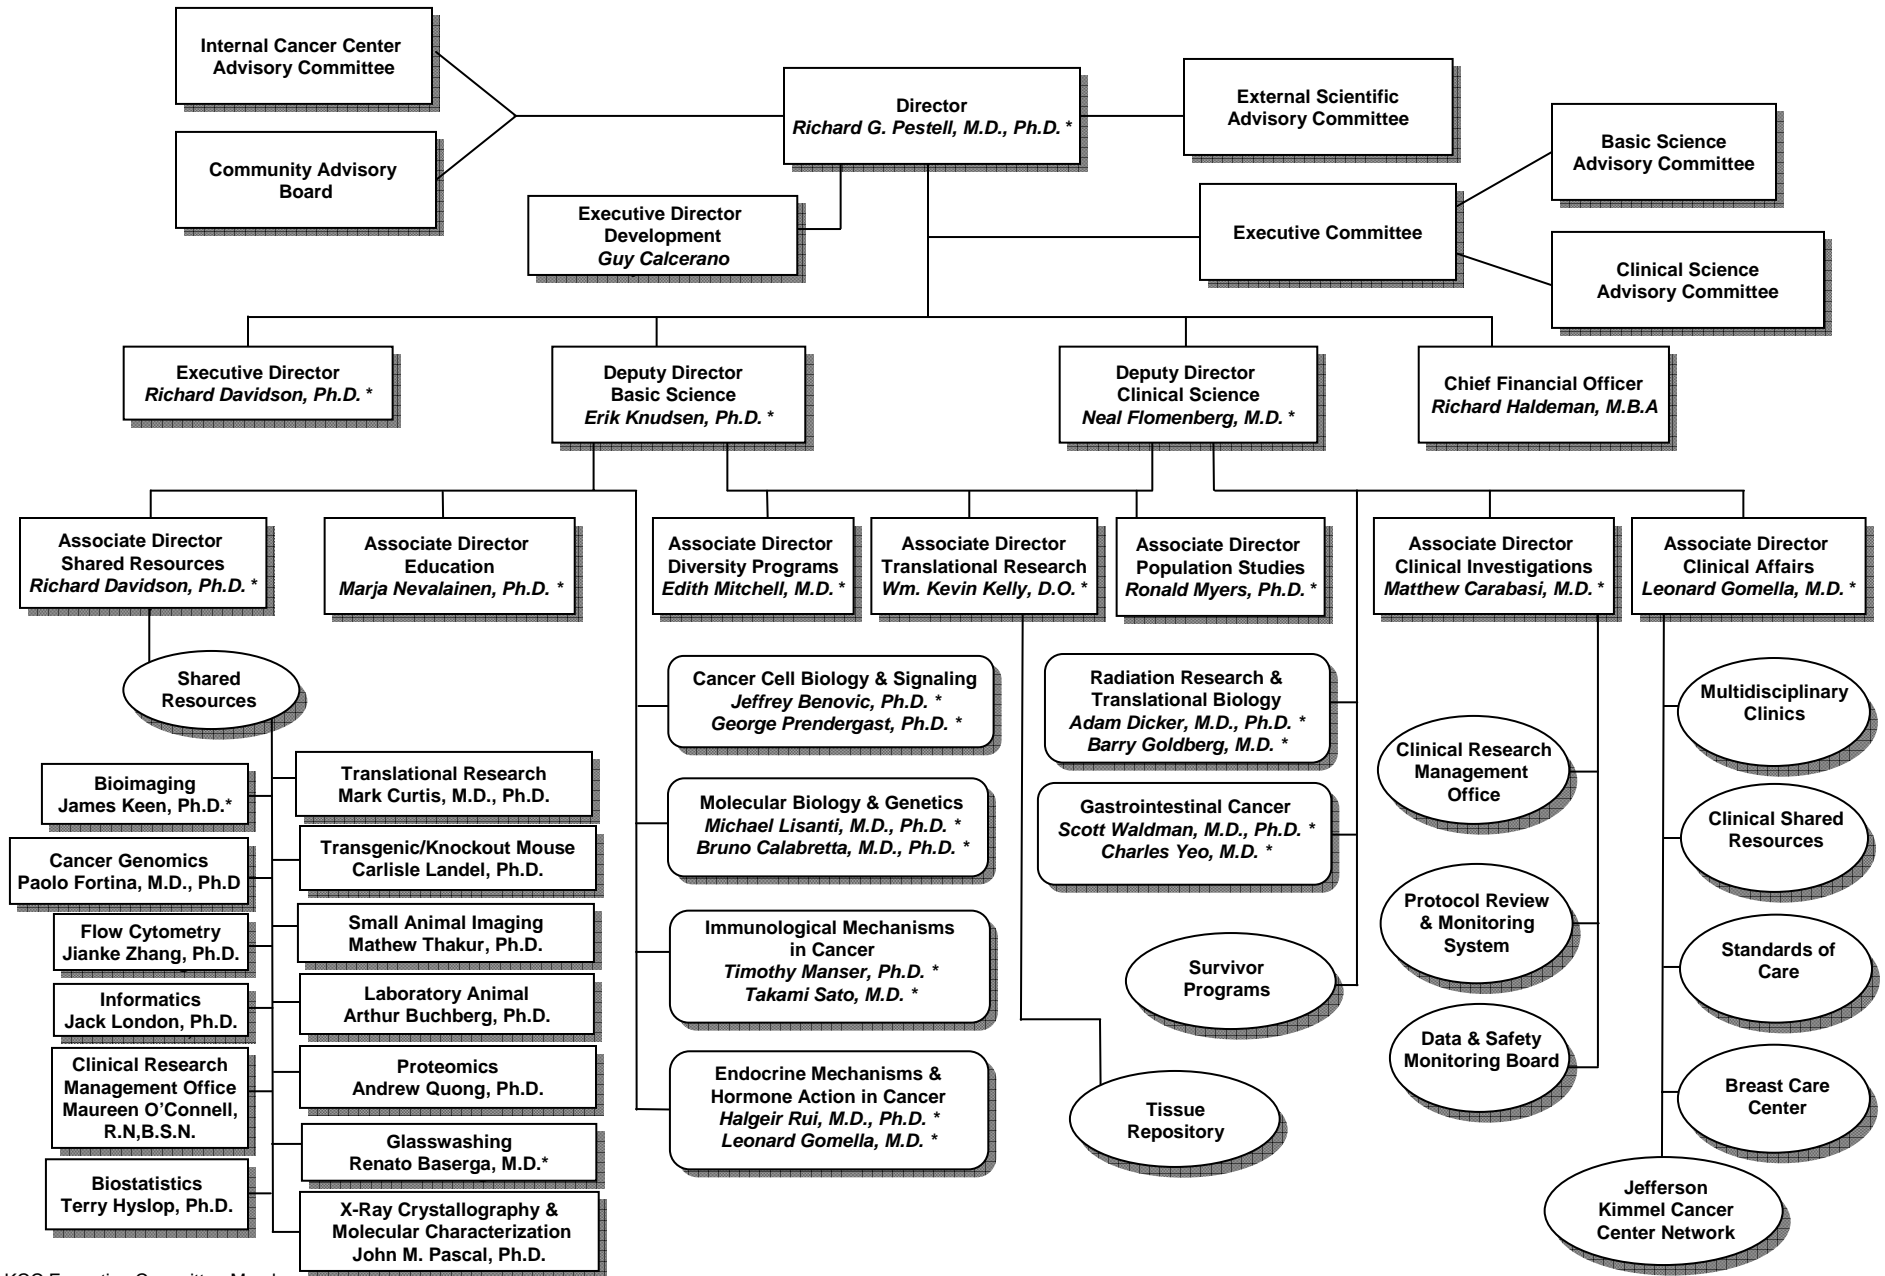 Internal Cancer Center
Advisory Committee
Director
Richard G. Pestell, M.D., Ph.D. *
External Scientific
Advisory Committee
Basic Science
Advisory Committee
Community Advisory
Board
Executive Director
Development
Guy Calcerano
Executive Committee
Clinical Science
Advisory Committee
Executive Director
Richard Davidson, Ph.D. *
Deputy Director
Basic Science
Erik Knudsen, Ph.D. *
Deputy Director
Clinical Science
Neal Flomenberg, M.D. *
Chief Financial Officer
Richard Haldeman, M.B.A
Associate Director
Shared Resources
Richard Davidson, Ph.D. *
Associate Director
Education
Marja Nevalainen, Ph.D. *
Associate Director
Diversity Programs
Edith Mitchell, M.D. *
Associate Director
Translational Research
Wm. Kevin Kelly, D.O. *
Associate Director
Population Studies
Ronald Myers, Ph.D. *
Associate Director
Clinical Investigations
Matthew Carabasi, M.D. *
Associate Director
Clinical Affairs
Leonard Gomella, M.D. *
Shared
Resources
Bioimaging
James Keen, Ph.D.*
Cancer Genomics
Paolo Fortina, M.D., Ph.D
Flow Cytometry
Jianke Zhang, Ph.D.
Informatics
Jack London, Ph.D.
Clinical Research
Management Office
Maureen O’Connell,
R.N,B.S.N.
Biostatistics
Terry Hyslop, Ph.D.
Translational Research
Mark Curtis, M.D., Ph.D.
Transgenic/Knockout Mouse
Carlisle Landel, Ph.D.
Small Animal Imaging
Mathew Thakur, Ph.D.
Laboratory Animal
Arthur Buchberg, Ph.D.
Proteomics
Andrew Quong, Ph.D.
Glasswashing
Renato Baserga, M.D.*
X-Ray Crystallography &
Molecular Characterization
John M. Pascal, Ph.D.
Cancer Cell Biology & Signaling
Jeffrey Benovic, Ph.D. *
George Prendergast, Ph.D. *
Molecular Biology & Genetics
Michael Lisanti, M.D., Ph.D. *
Bruno Calabretta, M.D., Ph.D. *
Immunological Mechanisms
in Cancer
Timothy Manser, Ph.D. *
Takami Sato, M.D. *
Endocrine Mechanisms &
Hormone Action in Cancer
Halgeir Rui, M.D., Ph.D. *
Leonard Gomella, M.D. *
Tissue
Repository
Radiation Research &
Translational Biology
Adam Dicker, M.D., Ph.D. *
Barry Goldberg, M.D. *
Gastrointestinal Cancer
Scott Waldman, M.D., Ph.D. *
Charles Yeo, M.D. *
Survivor
Programs
Clinical Research
Management
Office
Protocol Review
& Monitoring
System
Data & Safety
Monitoring Board
Multidisciplinary
Clinics
Clinical Shared
Resources
Standards of
Care
Breast Care
Center
Jefferson
Kimmel Cancer
Center Network